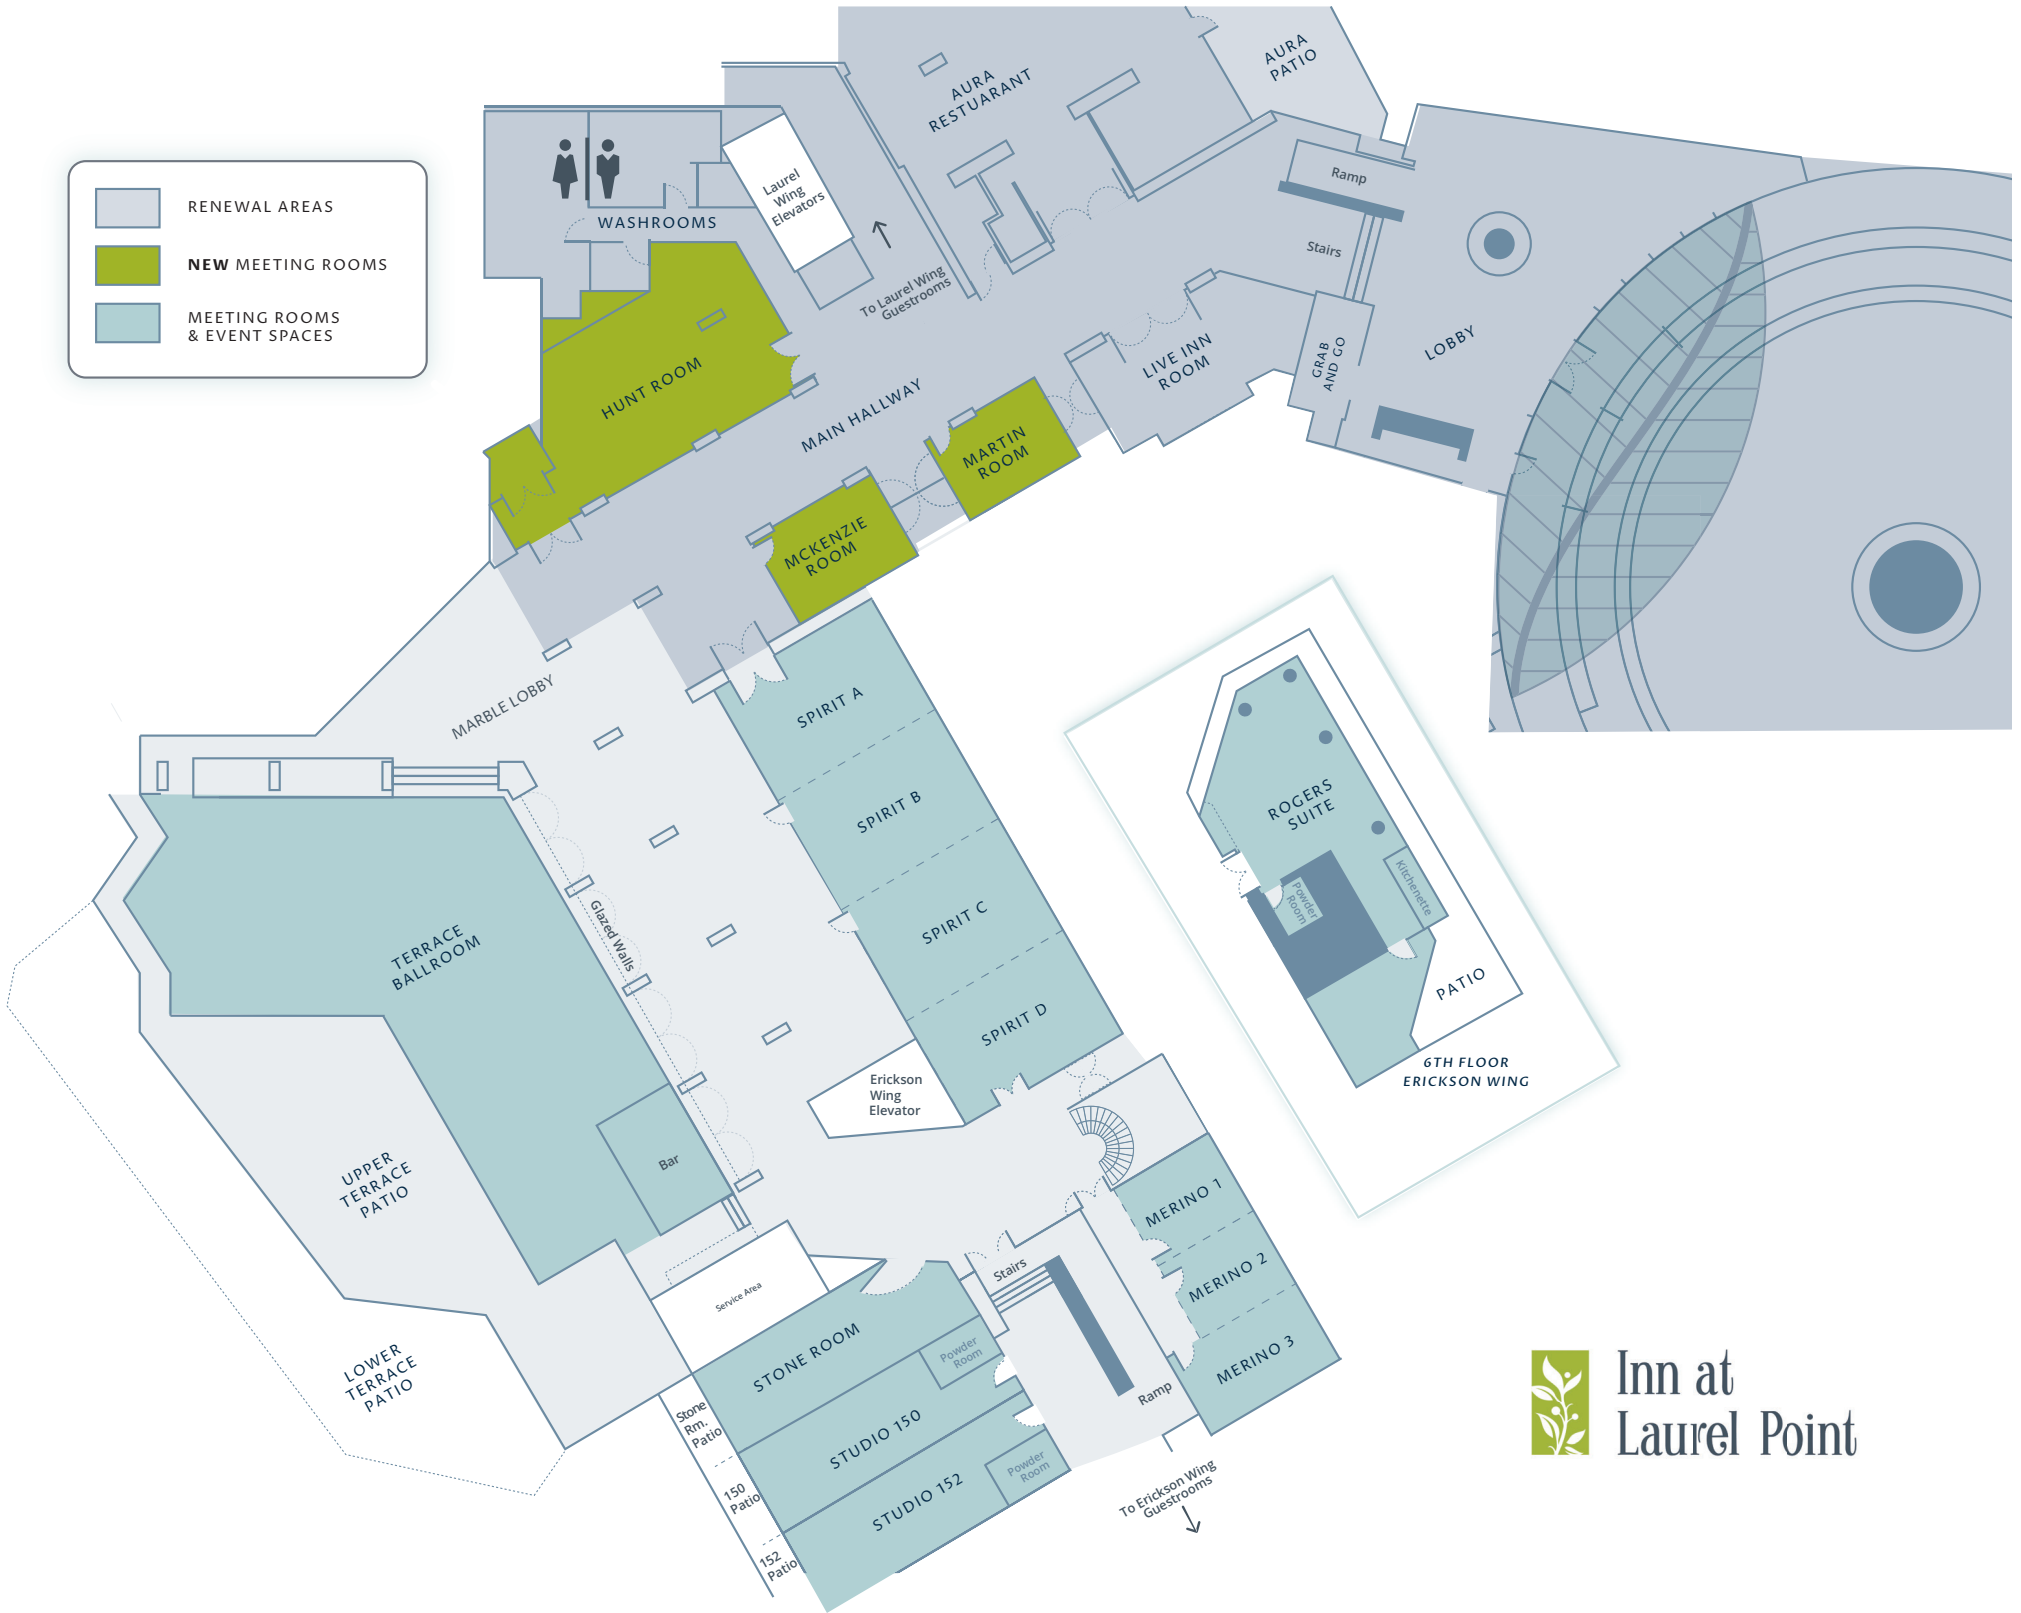 RENEWAL AREAS
NEW MEETING ROOMS
MEETING ROOMS
& EVENT SPACES
WASHROOMS
Laurel
Wing
Elevators
To Laurel Wing
Guestrooms
AURA
RESTUARANT
AURA
PATIO
Ramp
Stairs
LOBBY
GRAB
AND GO
LIVE INN
ROOM
HUNT ROOM
MAIN HALLWAY
MARTIN
ROOM
MCKENZIE
ROOM
MARBLE LOBBY
SPIRIT A
SPIRIT B
SPIRIT C
SPIRIT D
Glazed Walls
TERRACE
BALLROOM
Erickson
Wing
Elevator
Bar
UPPER
TERRACE
PATIO
LOWER
TERRACE
PATIO
Service Area
STONE ROOM
Powder
Room
STUDIO 150
STUDIO 152
Powder
Room
Stone
Rm.
Patio
150
Patio
152
Patio
Stairs
Ramp
MERINO 1
MERINO 2
MERINO 3
To Erickson Wing
Guestrooms
ROGERS
SUITE
Powder
Room
Kitchenette
PATIO
6TH FLOOR
ERICKSON WING
Inn at
Laurel Point